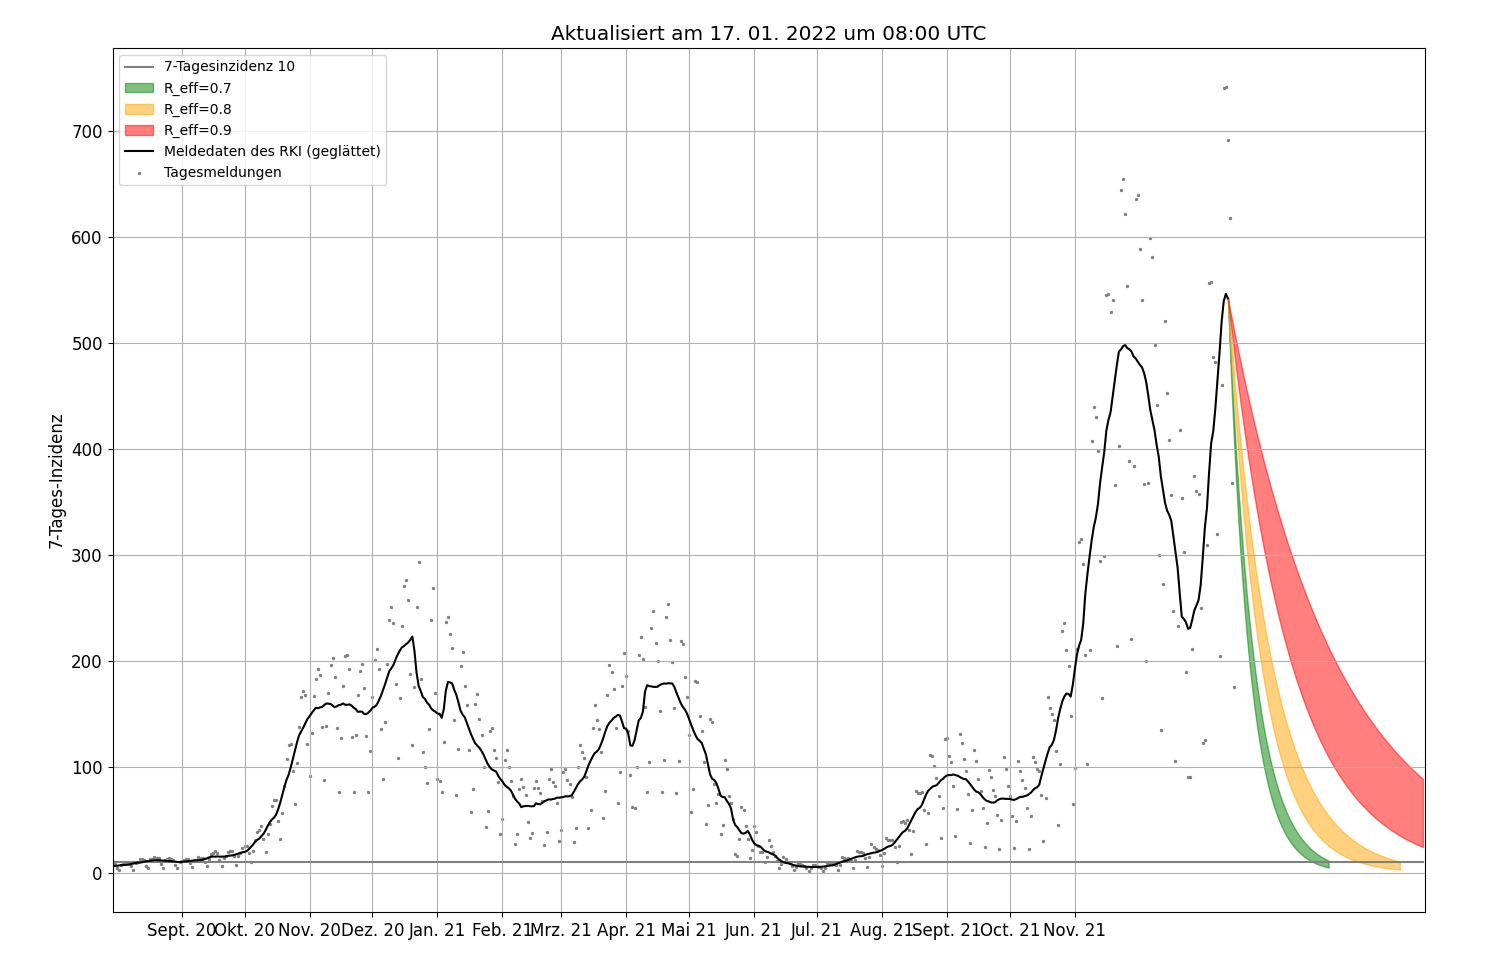 Aktualisiert am 17. 01. 2022 um 08:00 UTC
7-Tagesinzidenz 10
R_eff=0.7
R_eff=0.8
R_eff=0.9
Meldedaten des RKI (geglättet)
Tagesmeldungen
7-Tages-Inzidenz
700
600
500
400
300
200
100
0
Sept. 20 Okt. 20 Nov. 20 Dez. 20 Jan. 21 Feb. 21 Mrz. 21 Apr. 21 Mai 21 Jun. 21 Jul. 21 Aug. 21 Sept. 21 Oct. 21 Nov. 21